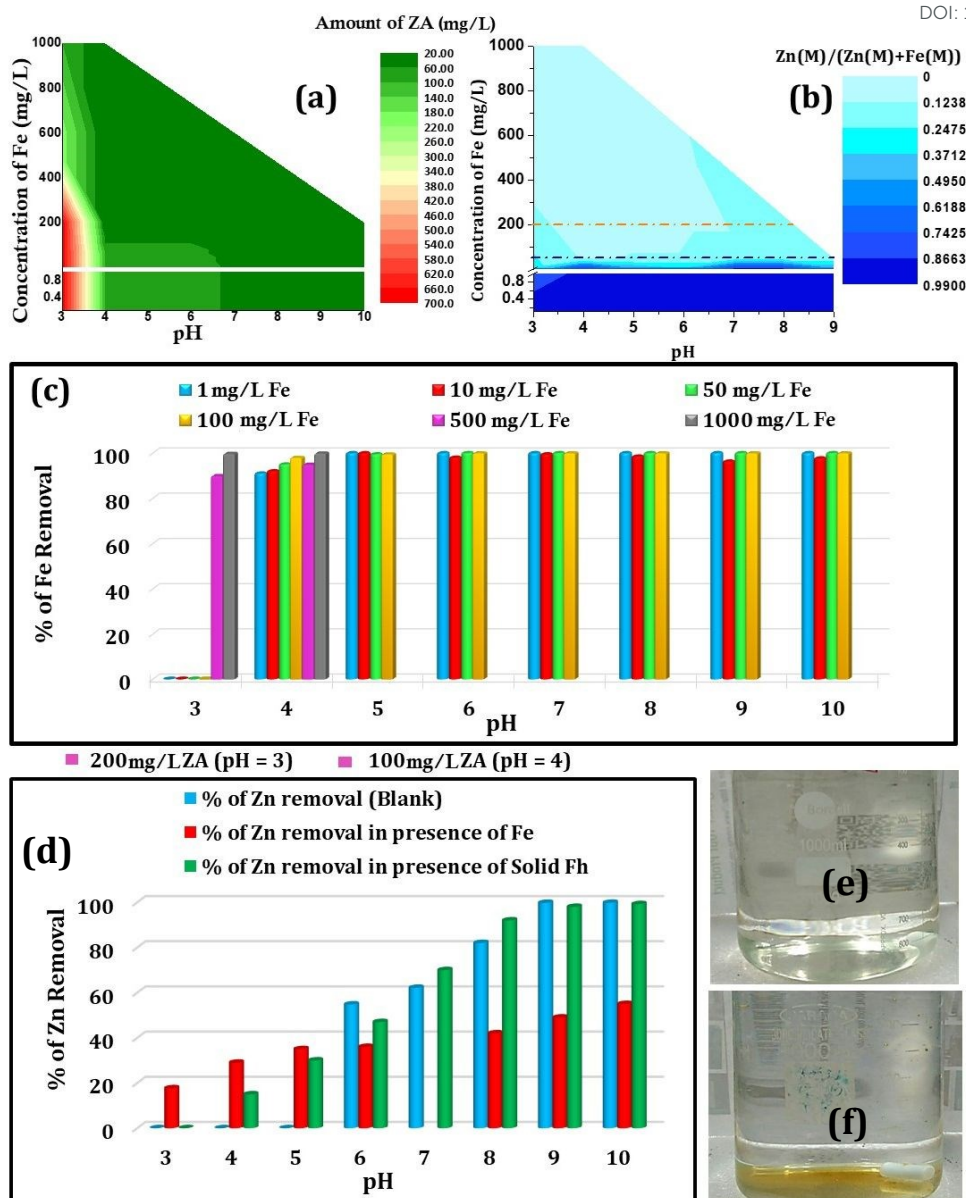 DOI: 1
Amount of ZA (mg/L)
(a)
Concentration of Fe (mg/L)
1000
800
600
400
200
0.8
0.4
3 4 5 6 7 8 9 10
pH
20.00
60.00
100.0
140.0
180.0
220.0
260.0
300.0
340.0
380.0
420.0
460.0
500.0
540.0
580.0
620.0
660.0
700.0
Zn(M)/(Zn(M)+Fe(M))
(b)
Concentration of Fe (mg/L)
1000
800
600
400
200
0.8
0.4
3 4 5 6 7 8 9
pH
0
0.1238
0.2475
0.3712
0.4950
0.6188
0.7425
0.8663
0.9900
(c)
1 mg/L Fe 10 mg/L Fe 50 mg/L Fe
100 mg/L Fe 500 mg/L Fe 1000 mg/L Fe
% of Fe Removal
100
80
60
40
20
0
3 4 5 6 7 8 9 10
pH
200mg/LZA (pH = 3) 100mg/LZA (pH = 4)
(d)
% of Zn removal (Blank)
% of Zn removal in presence of Fe
% of Zn removal in presence of Solid Fh
% of Zn Removal
100
80
60
40
20
0
3 4 5 6 7 8 9 10
pH
(e)
1000ml
(f)